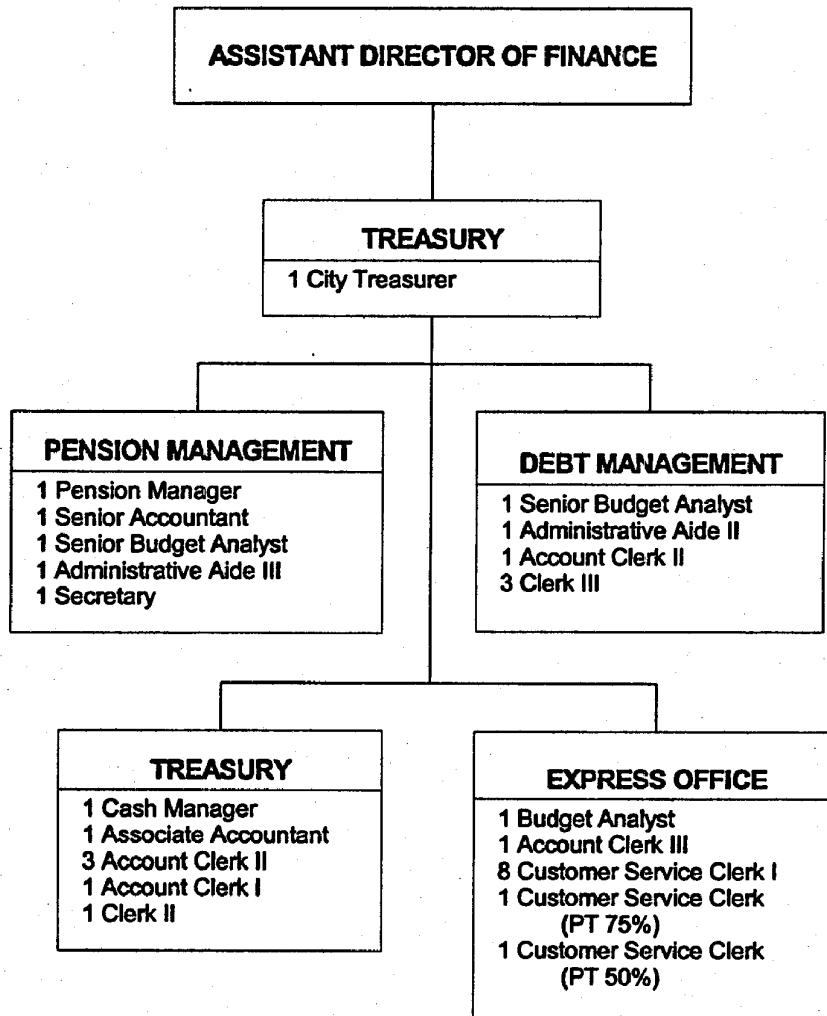 ASSISTANT DIRECTOR OF FINANCE
TREASURY
1 City Treasurer
PENSION MANAGEMENT
1 Pension Manager
1 Senior Accountant
1 Senior Budget Analyst
1 Administrative Aide III
1 Secretary
DEBT MANAGEMENT
1 Senior Budget Analyst
1 Administrative Aide II
1 Account Clerk II
3 Clerk III
TREASURY
1 Cash Manager
1 Associate Accountant
3 Account Clerk II
1 Account Clerk I
1 Clerk II
EXPRESS OFFICE
1 Budget Analyst
1 Account Clerk III
8 Customer Service Clerk I
1 Customer Service Clerk
(PT 75%)
1 Customer Service Clerk
(PT 50%)